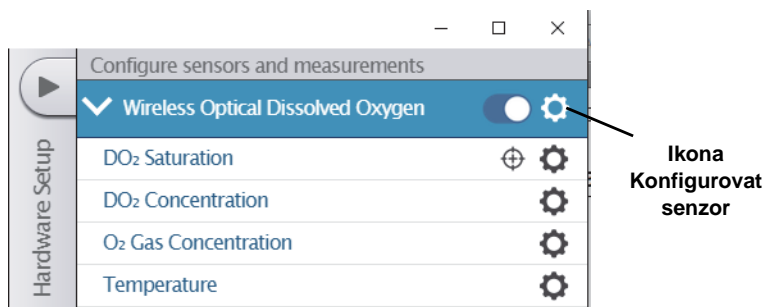 Configure sensors and measurements
Wireless Optical Dissolved Oxygen
DO₂ Saturation
DO₂ Concentration
O₂ Gas Concentration
Temperature
Hardware Setup
Ikona
Konfigurovat
senzor